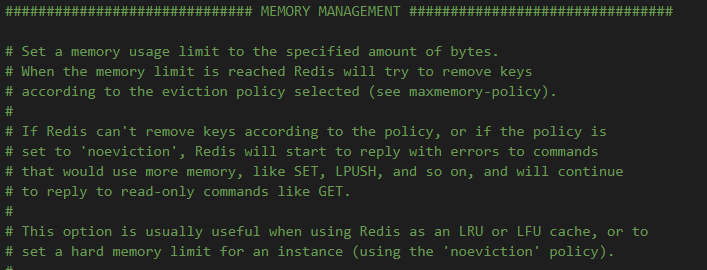 ############################## MEMORY MANAGEMENT ################################
# Set a memory usage limit to the specified amount of bytes.
# When the memory limit is reached Redis will try to remove keys
# according to the eviction policy selected (see maxmemory-policy).
#
# If Redis can't remove keys according to the policy, or if the policy is
# set to 'noeviction', Redis will start to reply with errors to commands
# that would use more memory, like SET, LPUSH, and so on, and will continue
# to reply to read-only commands like GET.
#
# This option is usually useful when using Redis as an LRU or LFU cache, or to
# set a hard memory limit for an instance (using the 'noeviction' policy).
#